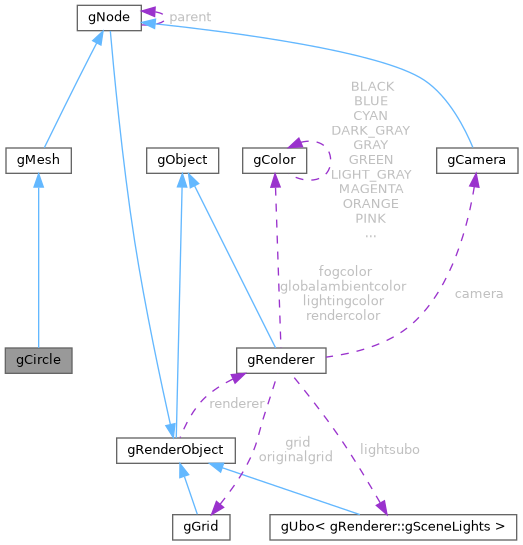 gNode
parent
BLACK
BLUE
CYAN
DARK_GRAY
GRAY
GREEN
LIGHT_GRAY
MAGENTA
ORANGE
PINK
...
gMesh
gObject
gColor
gCamera
fogcolor
globalambientcolor
lightingcolor
rendercolor
camera
gCircle
gRenderer
renderer
grid
originalgrid
lightsubo
gRenderObject
gGrid
gUbo< gRenderer::gSceneLights >